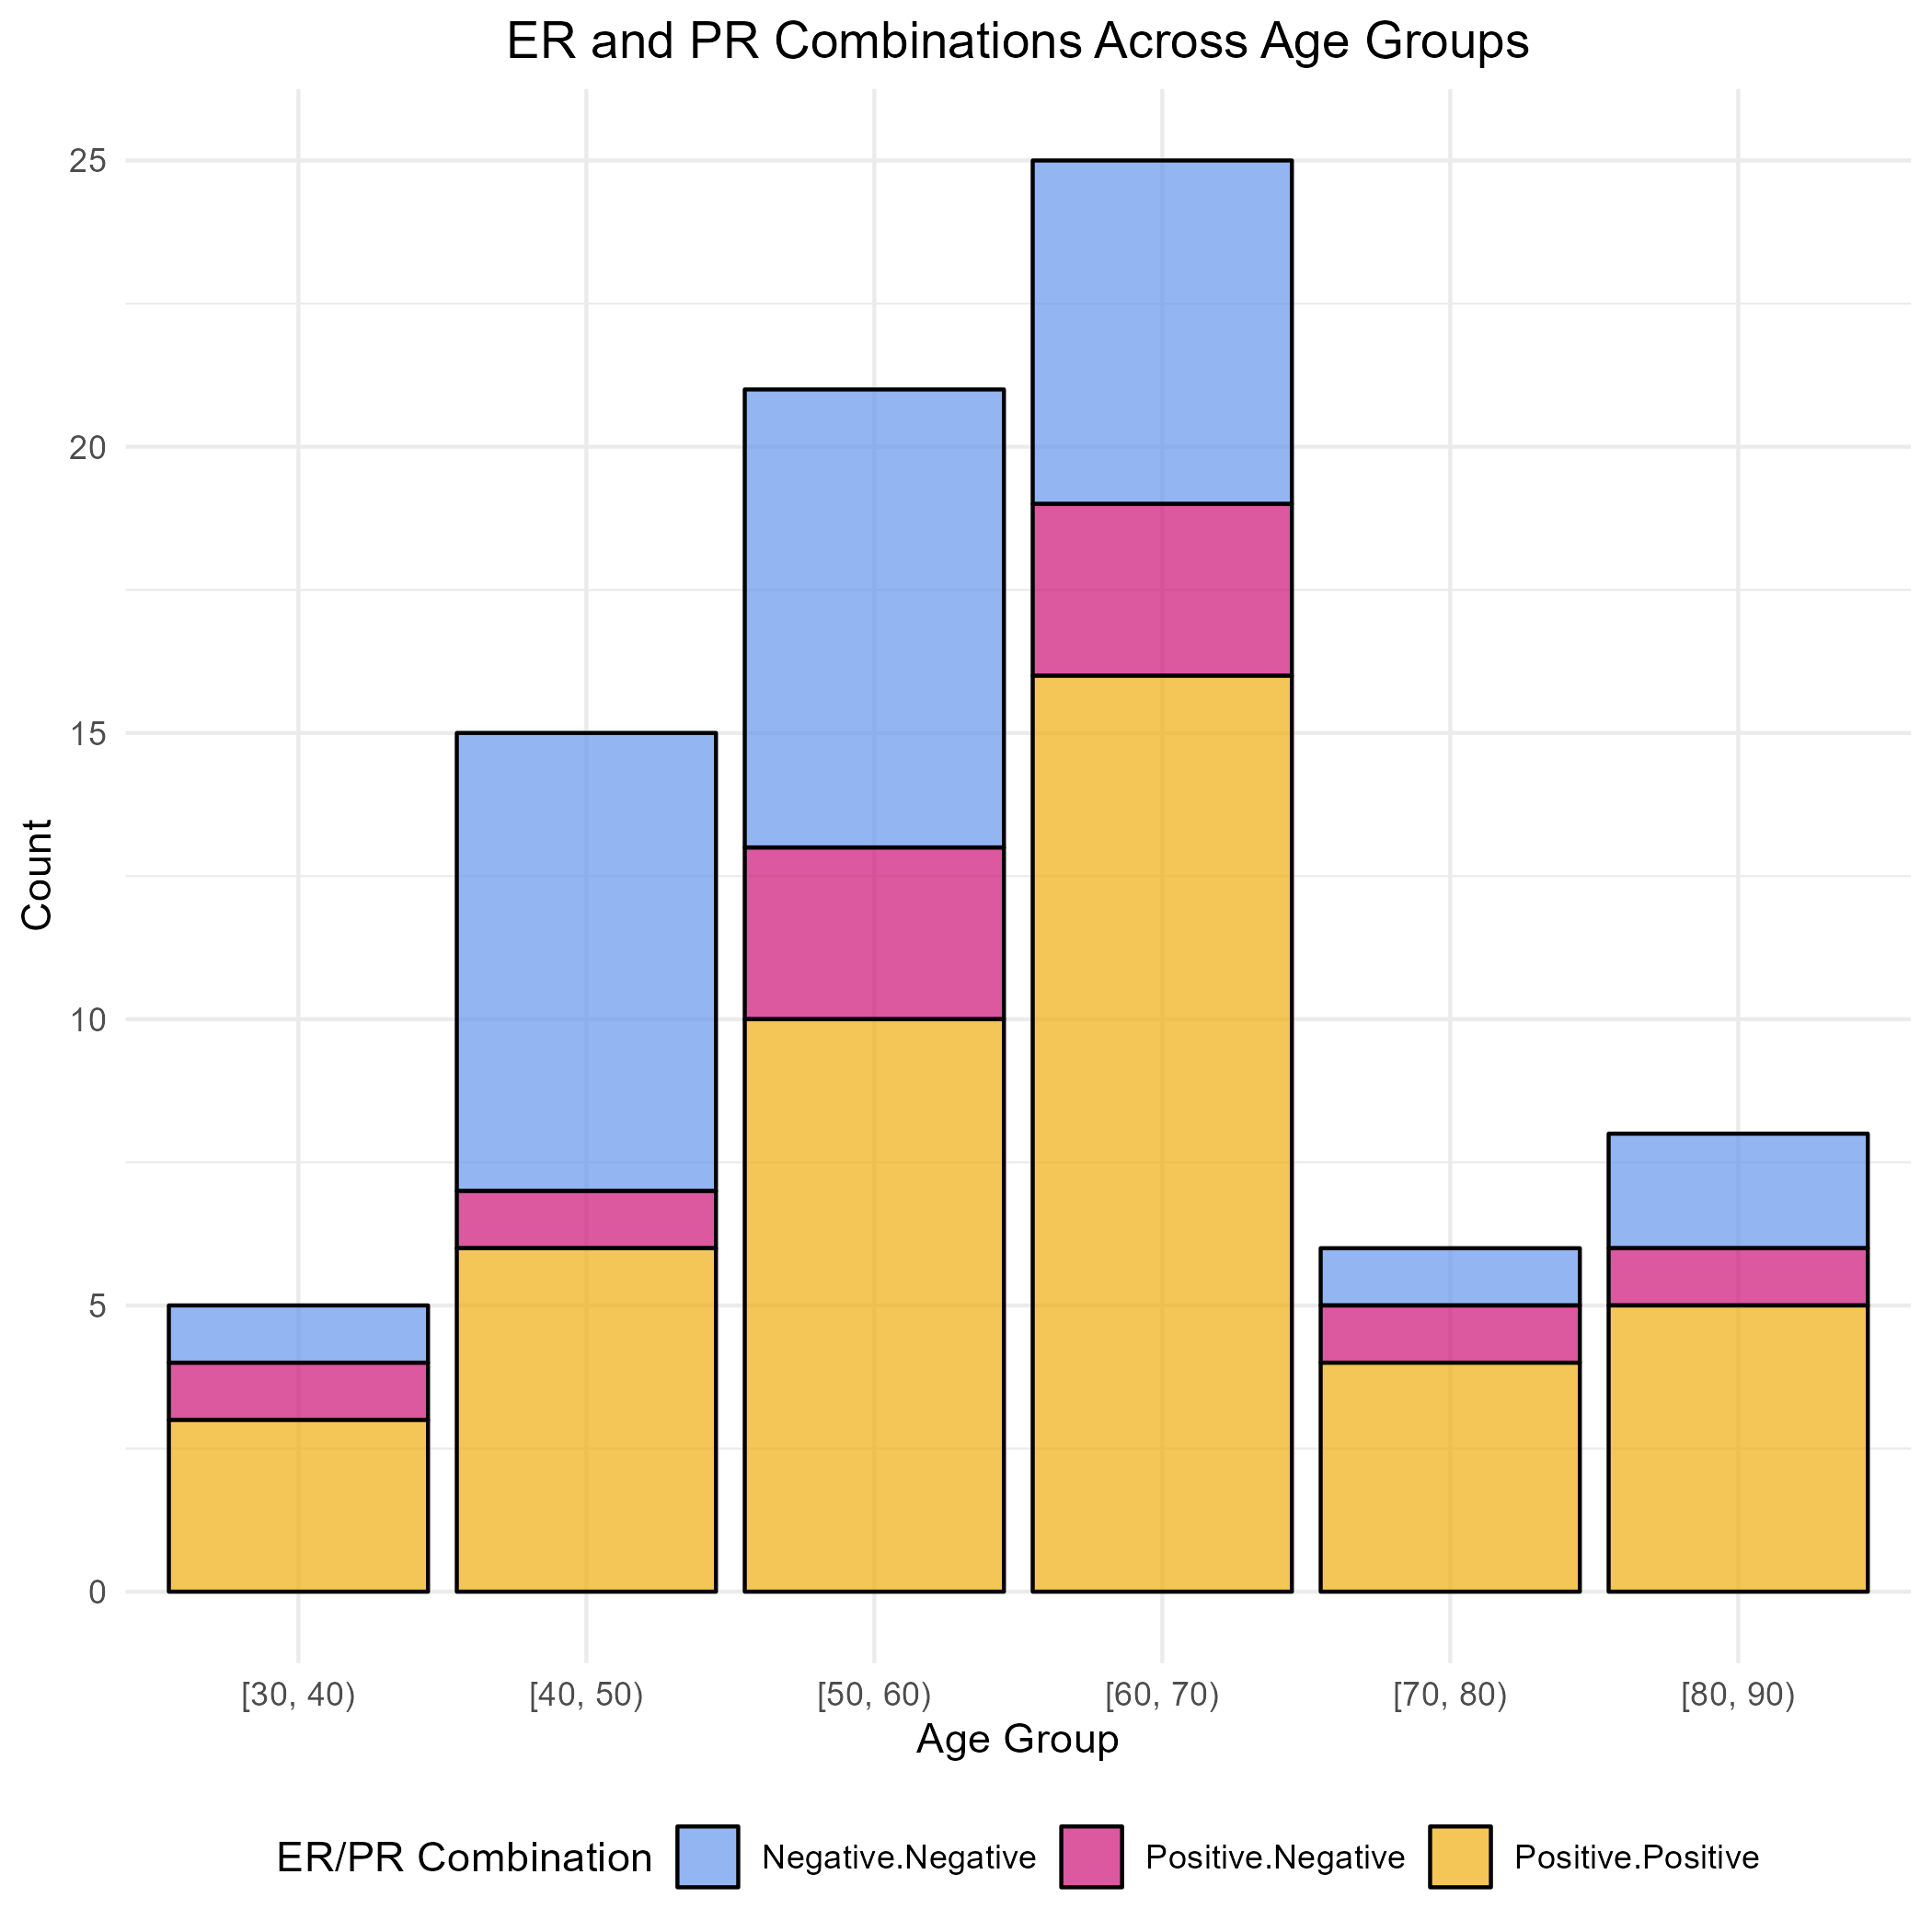 ER and PR Combinations Across Age Groups
25
20
15
10
5
0
Count
[30, 40) [40, 50) [50, 60) [60, 70) [70, 80) [80, 90)
Age Group
ER/PR Combination Negative.Negative Positive.Negative Positive.Positive